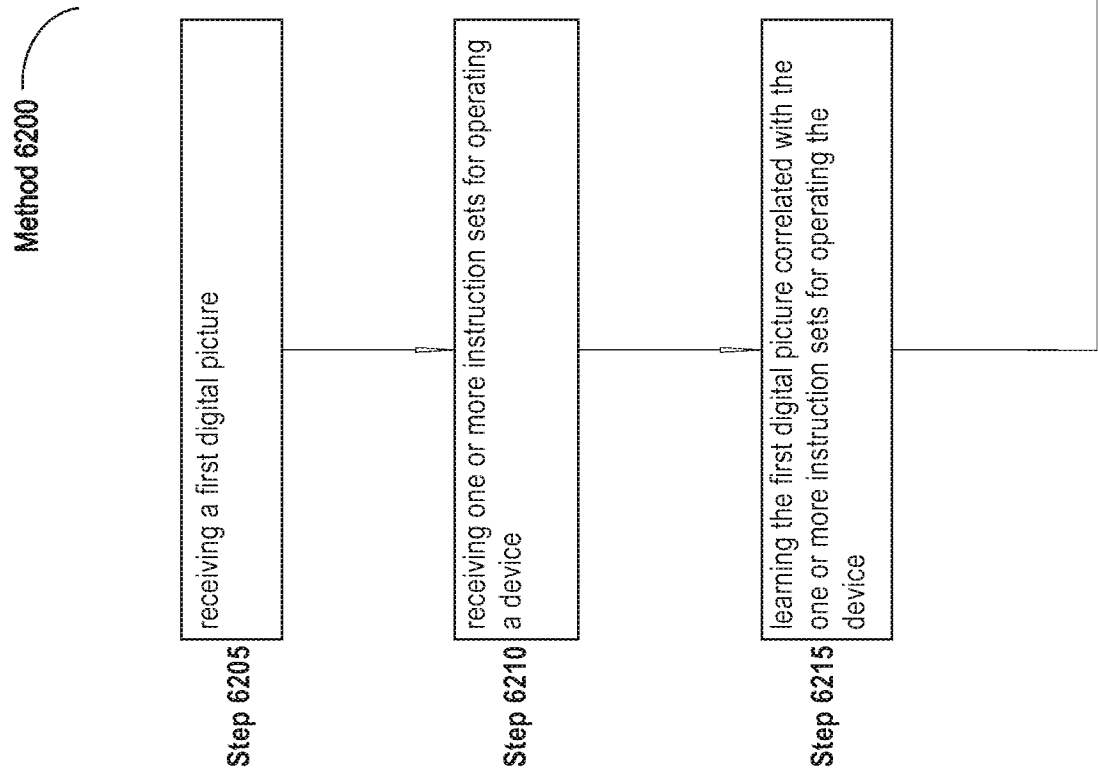 Method 6200
Step 6205
receiving a first digital picture
Step 6210
receiving one or more instruction sets for operating
a device
Step 6215
learning the first digital picture correlated with the
one or more instruction sets for operating the
device